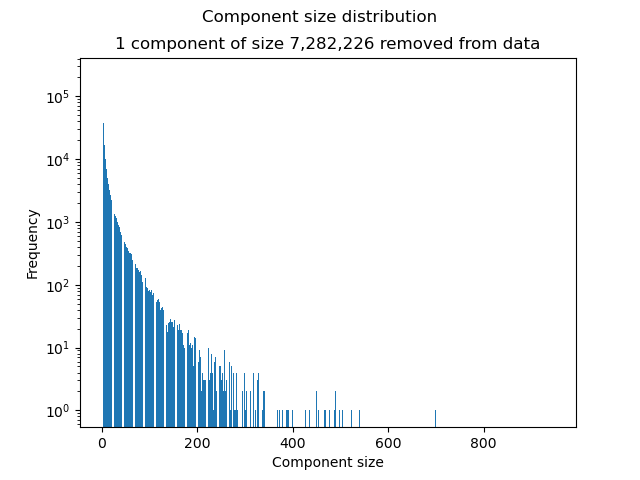 Component size distribution
1 component of size 7,282,226 removed from data
Frequency
10⁵
10⁴
10³
10²
10¹
10⁰
0 200 400 600 800
Component size